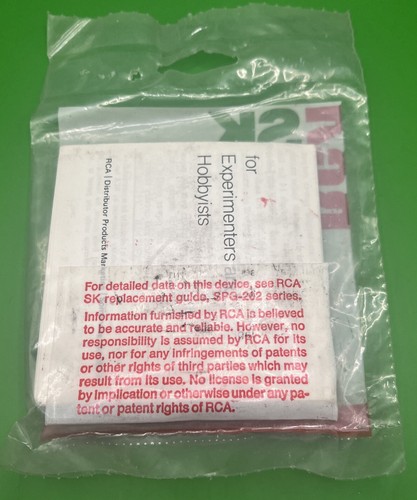 RCA
SK
for
Experimenters
Hobbyists
RCA | Distributor Products
For detailed data on this device, see RCA
SK replacement guide, SPG-202 series.
Information furnished by RCA is believed
to be accurate and reliable. However, no
responsibility is assumed by RCA for its
use, nor for any infringements of patents
or other rights of third parties which may
result from its use. No license is granted
by implication or otherwise under any pa-
tent or patent rights of RCA.